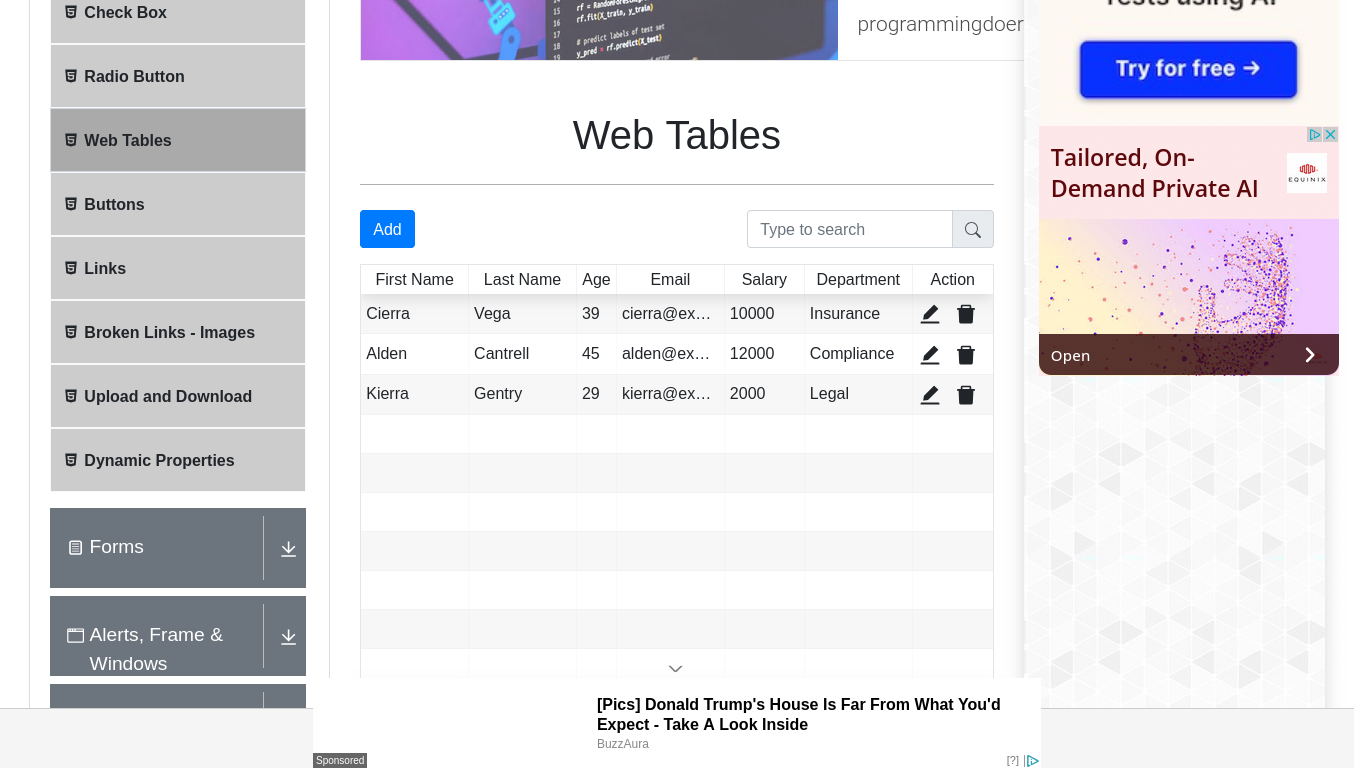 Check Box
Radio Button
Web Tables
Buttons
Links
Broken Links - Images
Upload and Download
Dynamic Properties
Forms
Alerts, Frame &
Windows
15
16 rf.fit(X_train, y_train)
17
18 # predict labels of test set
19 y_pred = rf.predict(X_test)
programmingdoer
Web Tables
Add
Type to search
First Name Last Name Age Email Salary Department Action
Cierra Vega 39 cierra@ex… 10000 Insurance
Alden Cantrell 45 alden@ex… 12000 Compliance
Kierra Gentry 29 kierra@ex… 2000 Legal
Tests using AI
Try for free →
Tailored, On-
Demand Private AI
EQUINIX
Open
[Pics] Donald Trump's House Is Far From What You'd
Expect - Take A Look Inside
BuzzAura
Sponsored
[?]